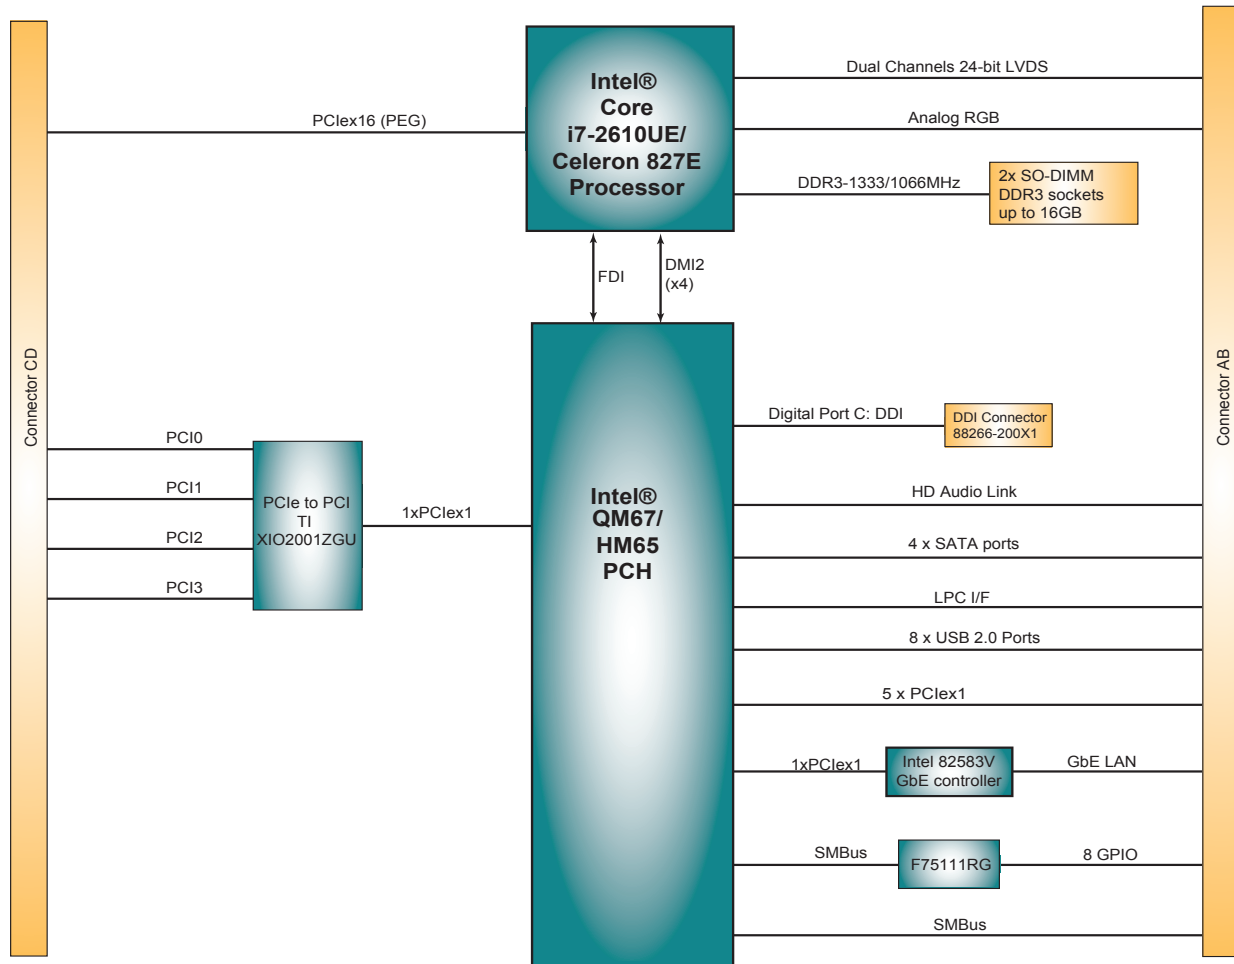 Connector CD
PCIex16 (PEG)
Intel®
Core
i7-2610UE/
Celeron 827E
Processor
Dual Channels 24-bit LVDS
Analog RGB
DDR3-1333/1066MHz
2x SO-DIMM
DDR3 sockets
up to 16GB
FDI
DMI2
(x4)
PCI0
PCI1
PCI2
PCI3
PCIe to PCI
TI
XIO2001ZGU
1xPCIex1
Intel®
QM67/
HM65
PCH
Digital Port C: DDI
DDI Connector
88266-200X1
HD Audio Link
4 x SATA ports
LPC I/F
8 x USB 2.0 Ports
5 x PCIex1
1xPCIex1
Intel 82583V
GbE controller
GbE LAN
SMBus
F75111RG
8 GPIO
SMBus
Connector AB